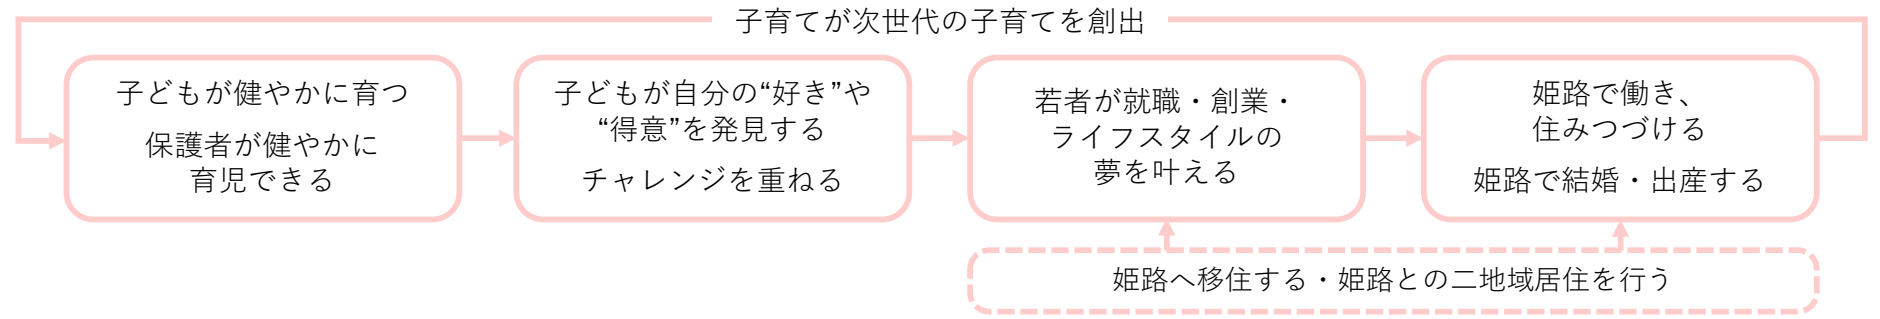 子育てが次世代の子育てを創出
子どもが健やかに育つ
保護者が健やかに
育児できる
子どもが自分の“好き”や
“得意”を発見する
チャレンジを重ねる
若者が就職・創業・
ライフスタイルの
夢を叶える
姫路で働き、
住みつづける
姫路で結婚・出産する
姫路へ移住する・姫路との二地域居住を行う